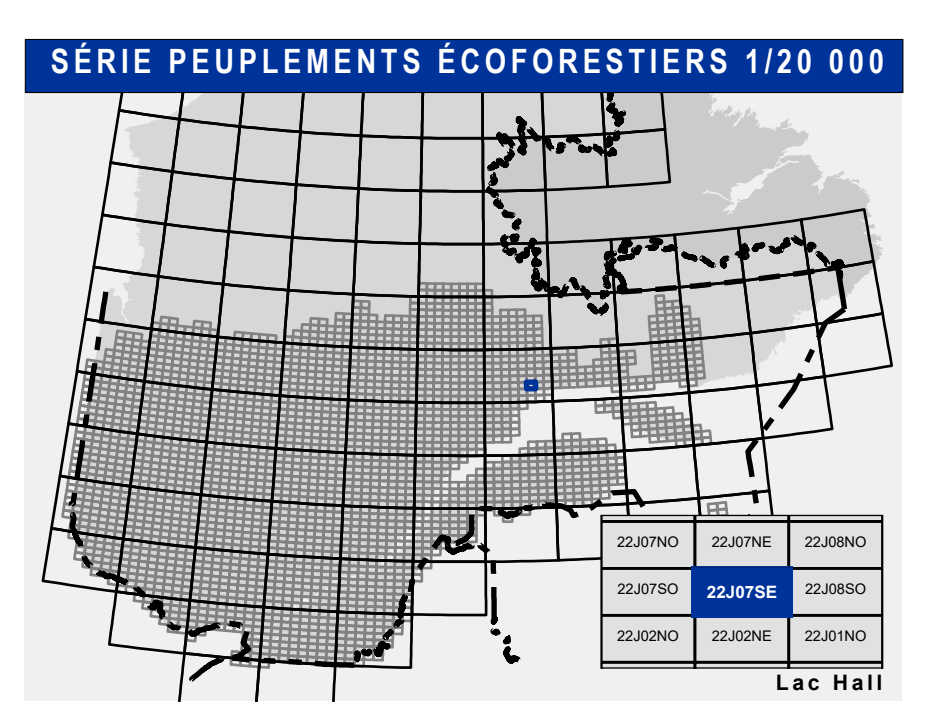 SÉRIE PEUPLEMENTS ÉCOFORESTIERS 1/20 000
22J07NO 22J07NE 22J08NO
22J07SO 22J07SE 22J08SO
22J02NO 22J02NE 22J01NO
Lac Hall